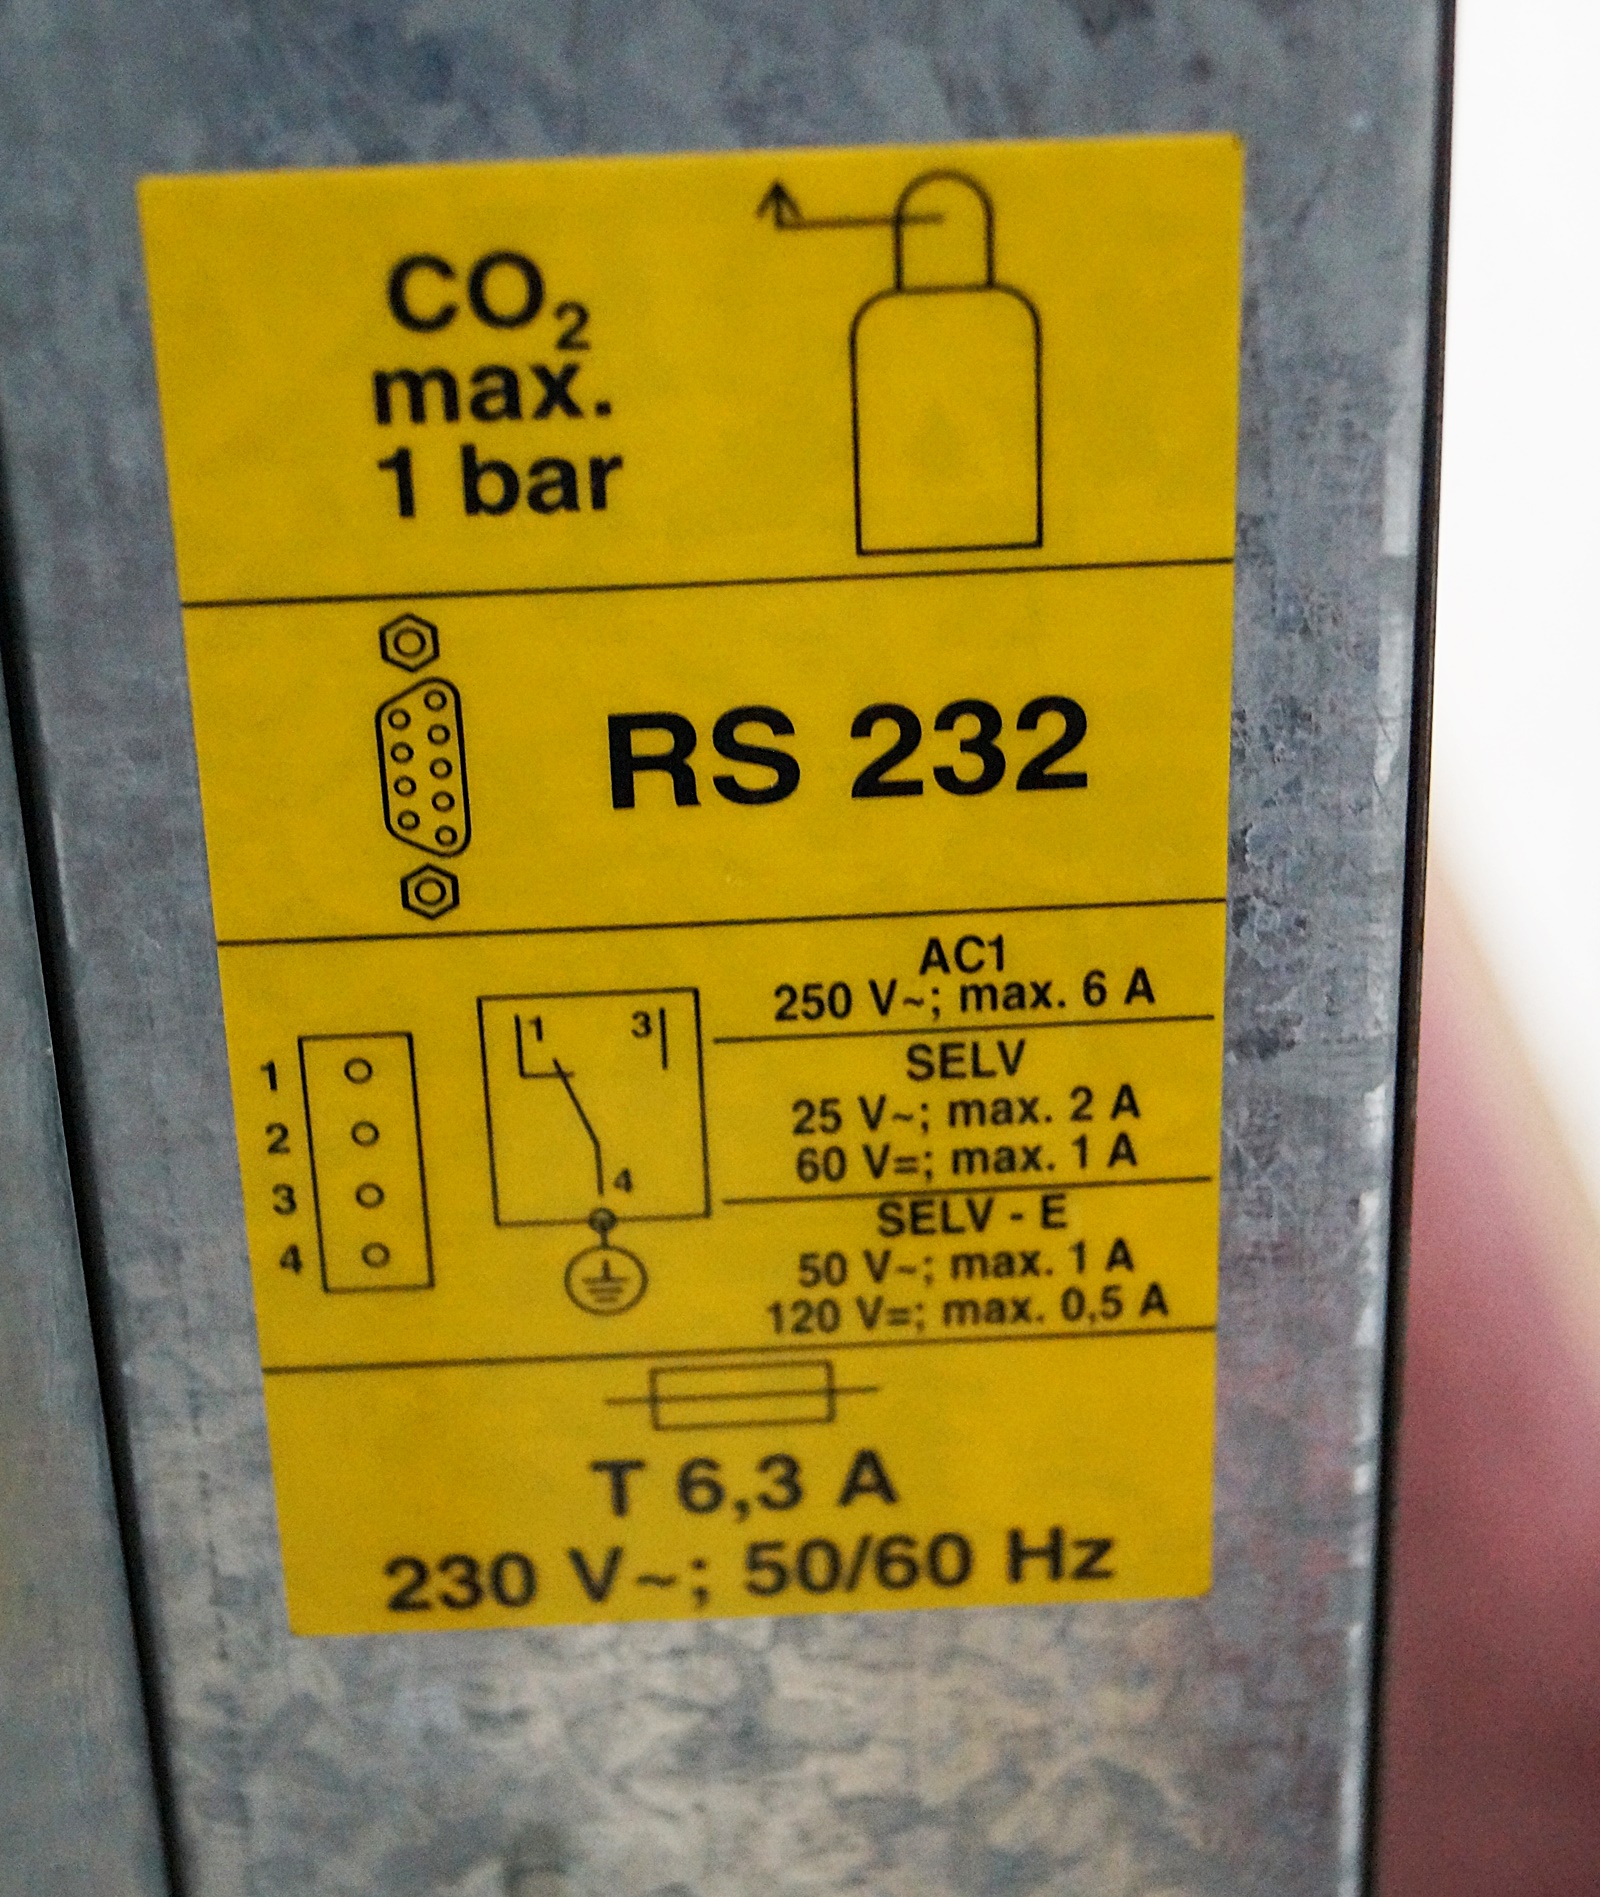 CO₂
max.
1 bar
RS 232
AC1
250 V~; max. 6 A
1 3
1
SELV
2
25 V~; max. 2 A
60 V=; max. 1 A
3
4
SELV - E
4
50 V~; max. 1 A
120 V=; max. 0,5 A
T 6,3 A
230 V~; 50/60 Hz